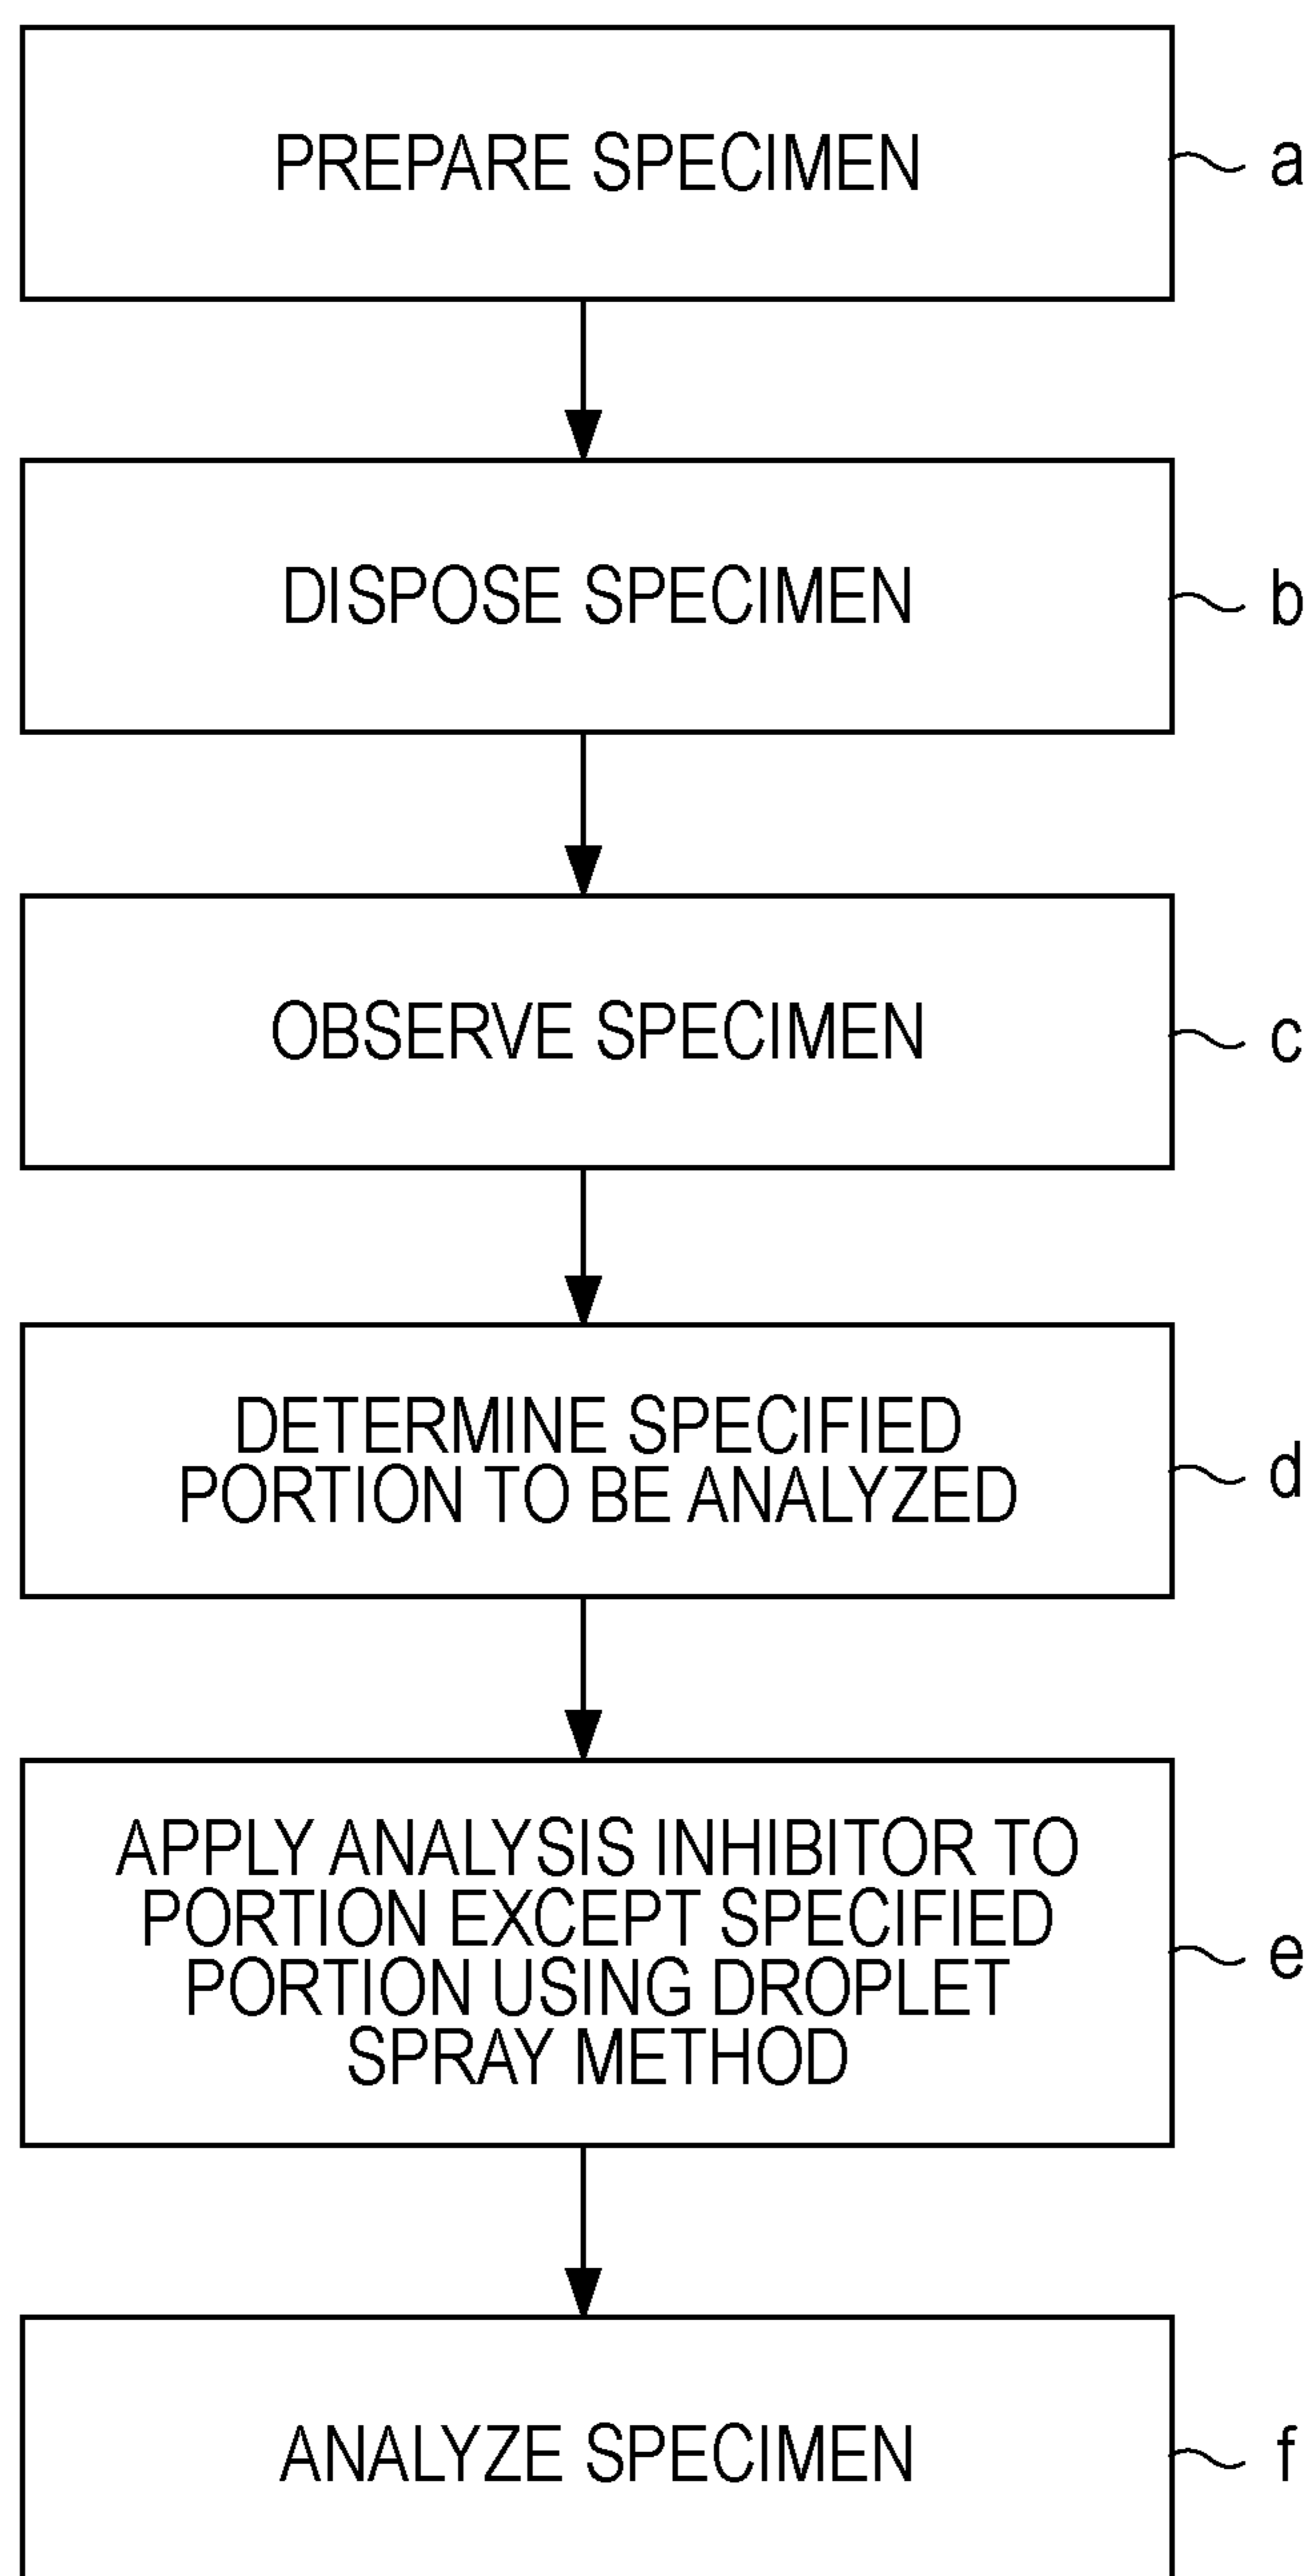 PREPARE SPECIMEN
a
DISPOSE SPECIMEN
b
OBSERVE SPECIMEN
c
DETERMINE SPECIFIED
PORTION TO BE ANALYZED
d
APPLY ANALYSIS INHIBITOR TO
PORTION EXCEPT SPECIFIED
PORTION USING DROPLET
SPRAY METHOD
e
ANALYZE SPECIMEN
f